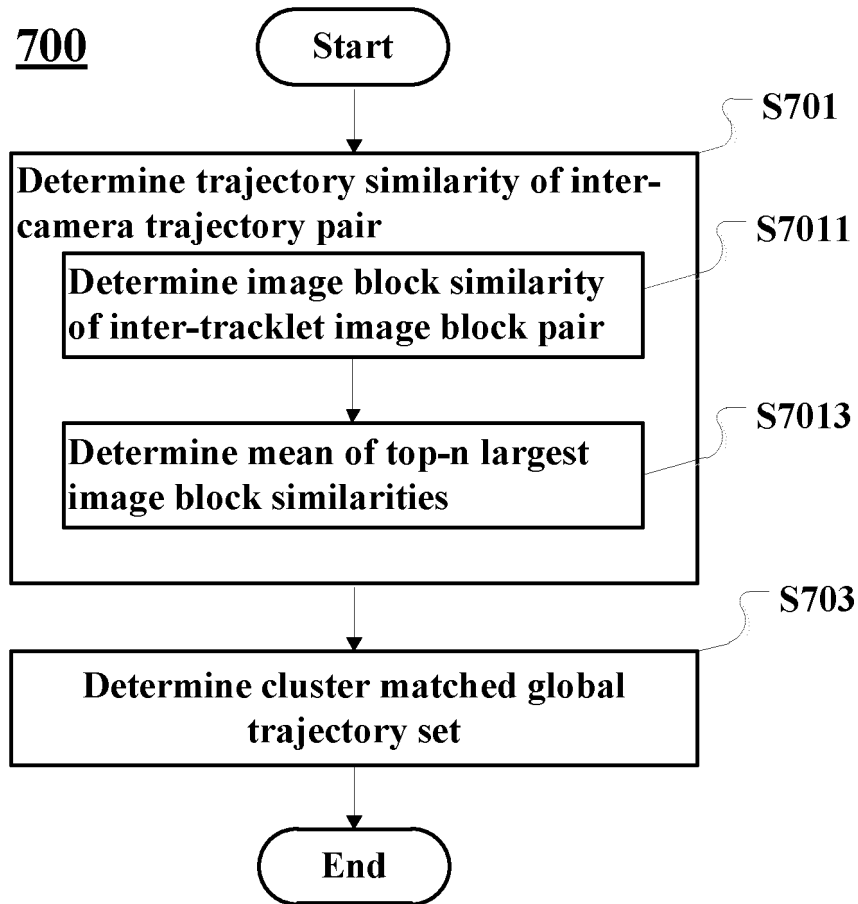 700
Start
S701
Determine trajectory similarity of inter-
camera trajectory pair
S7011
Determine image block similarity
of inter-tracklet image block pair
S7013
Determine mean of top-n largest
image block similarities
S703
Determine cluster matched global
trajectory set
End